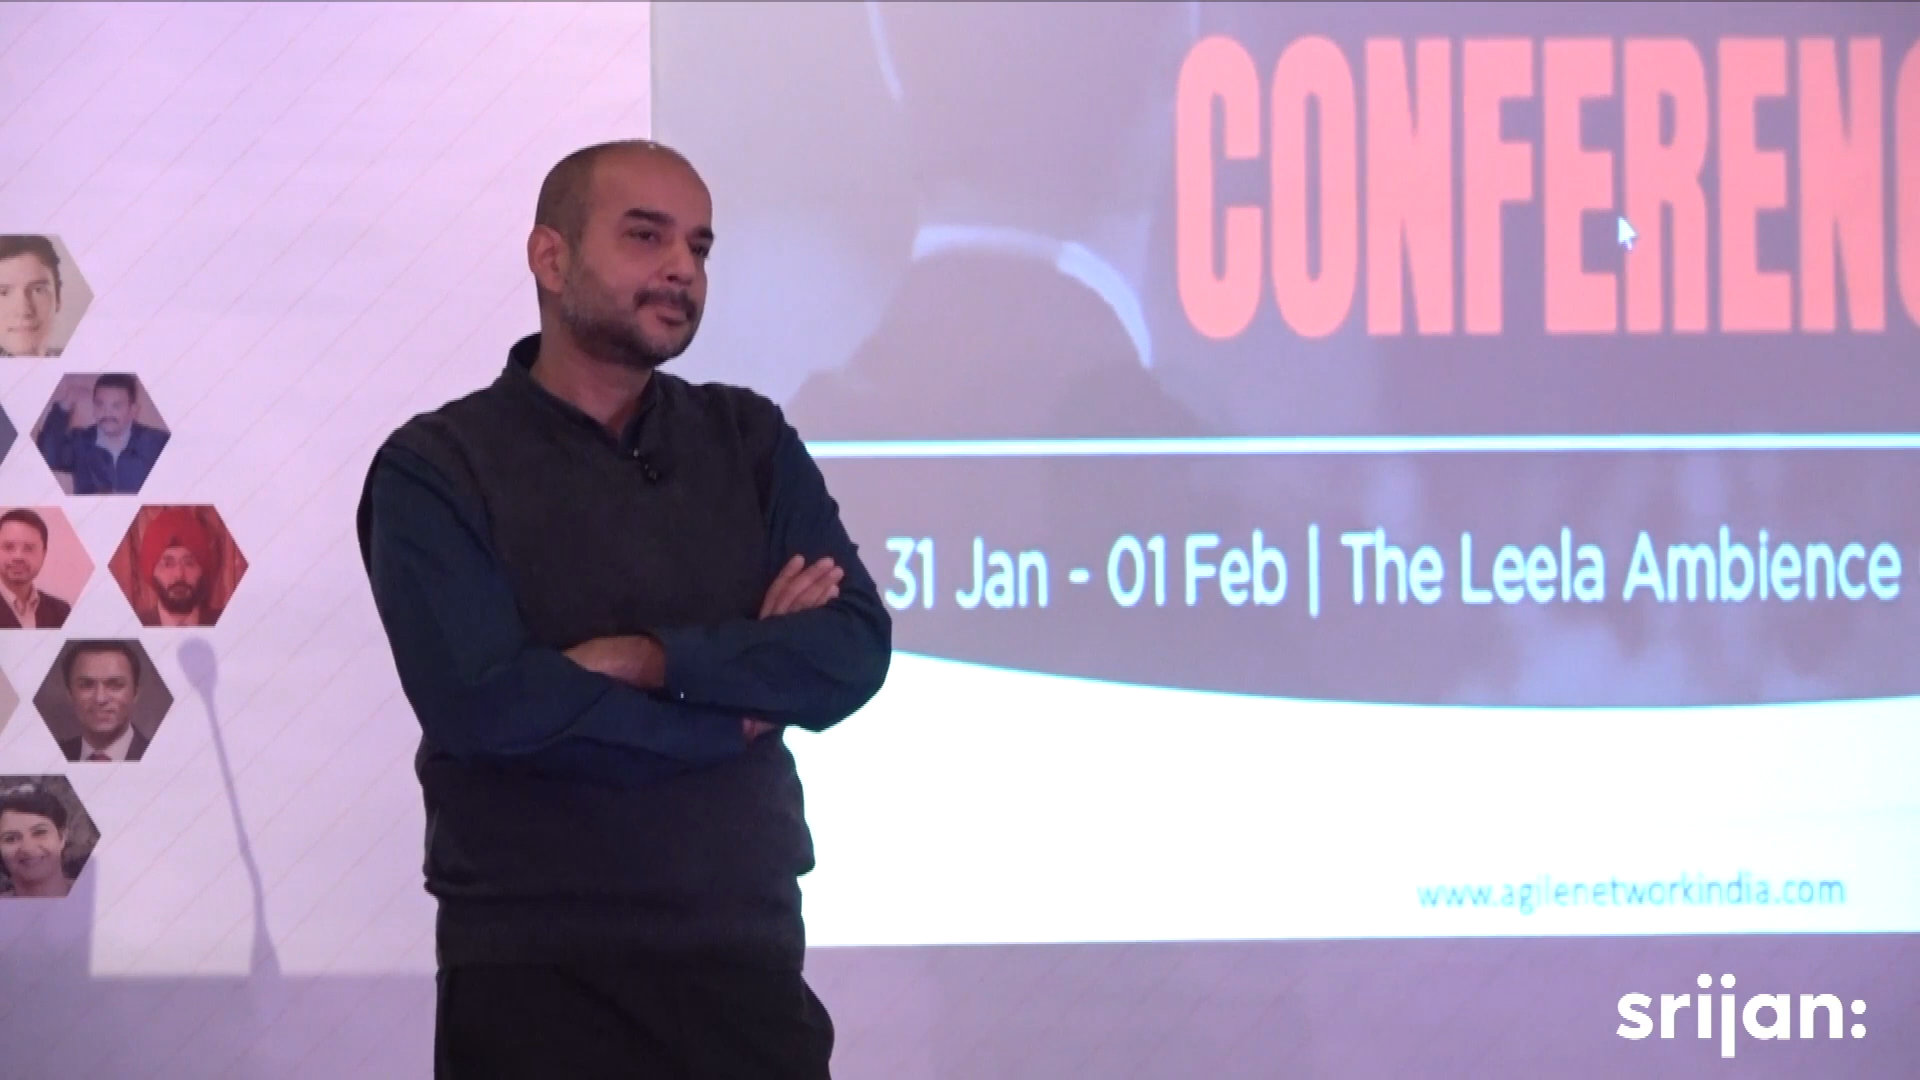 CONFERENC
31 Jan - 01 Feb | The Leela Ambience
www.agilenetworkindia.com
srijan: